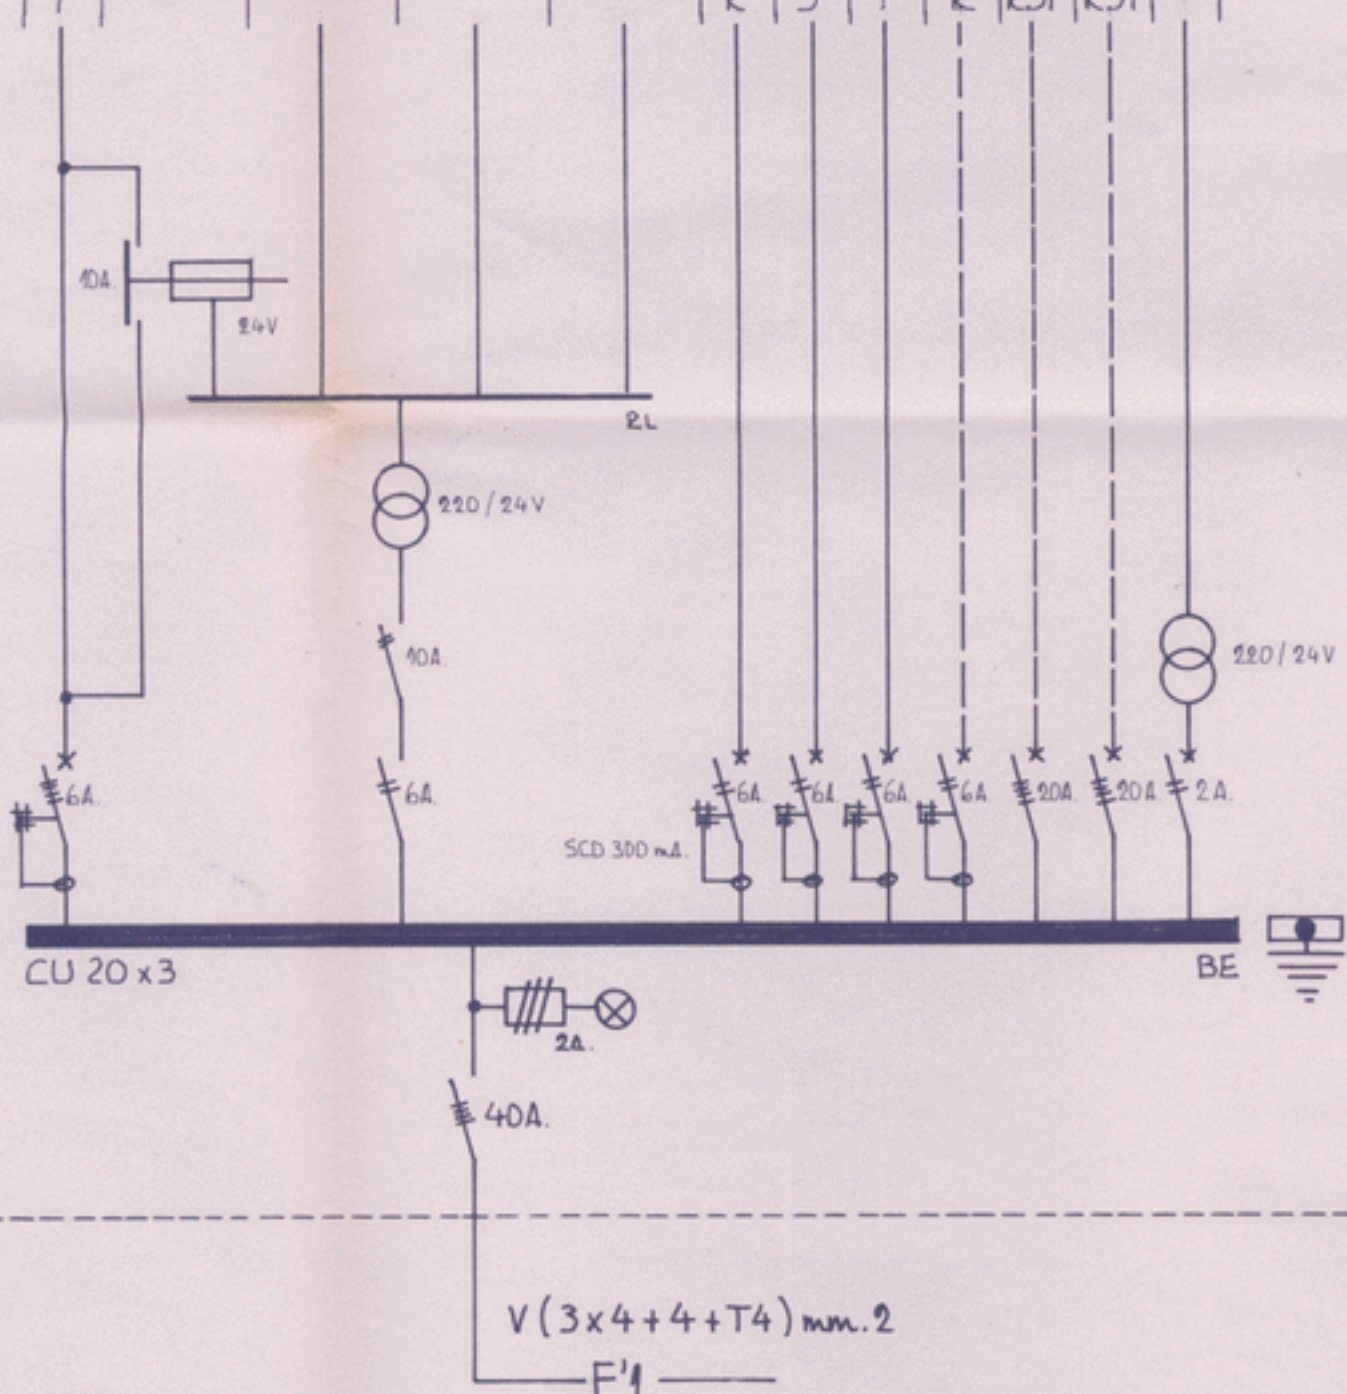 10A.
24V
RL
220/24V
10A.
220/24V
6A.
6A.
6A.
6A.
6A.
6A.
20A.
20A
2A.
SCD 300 mA.
CU 20x3
BE
2A.
40A.
V(3x4+4+T4)mm.2
F'1